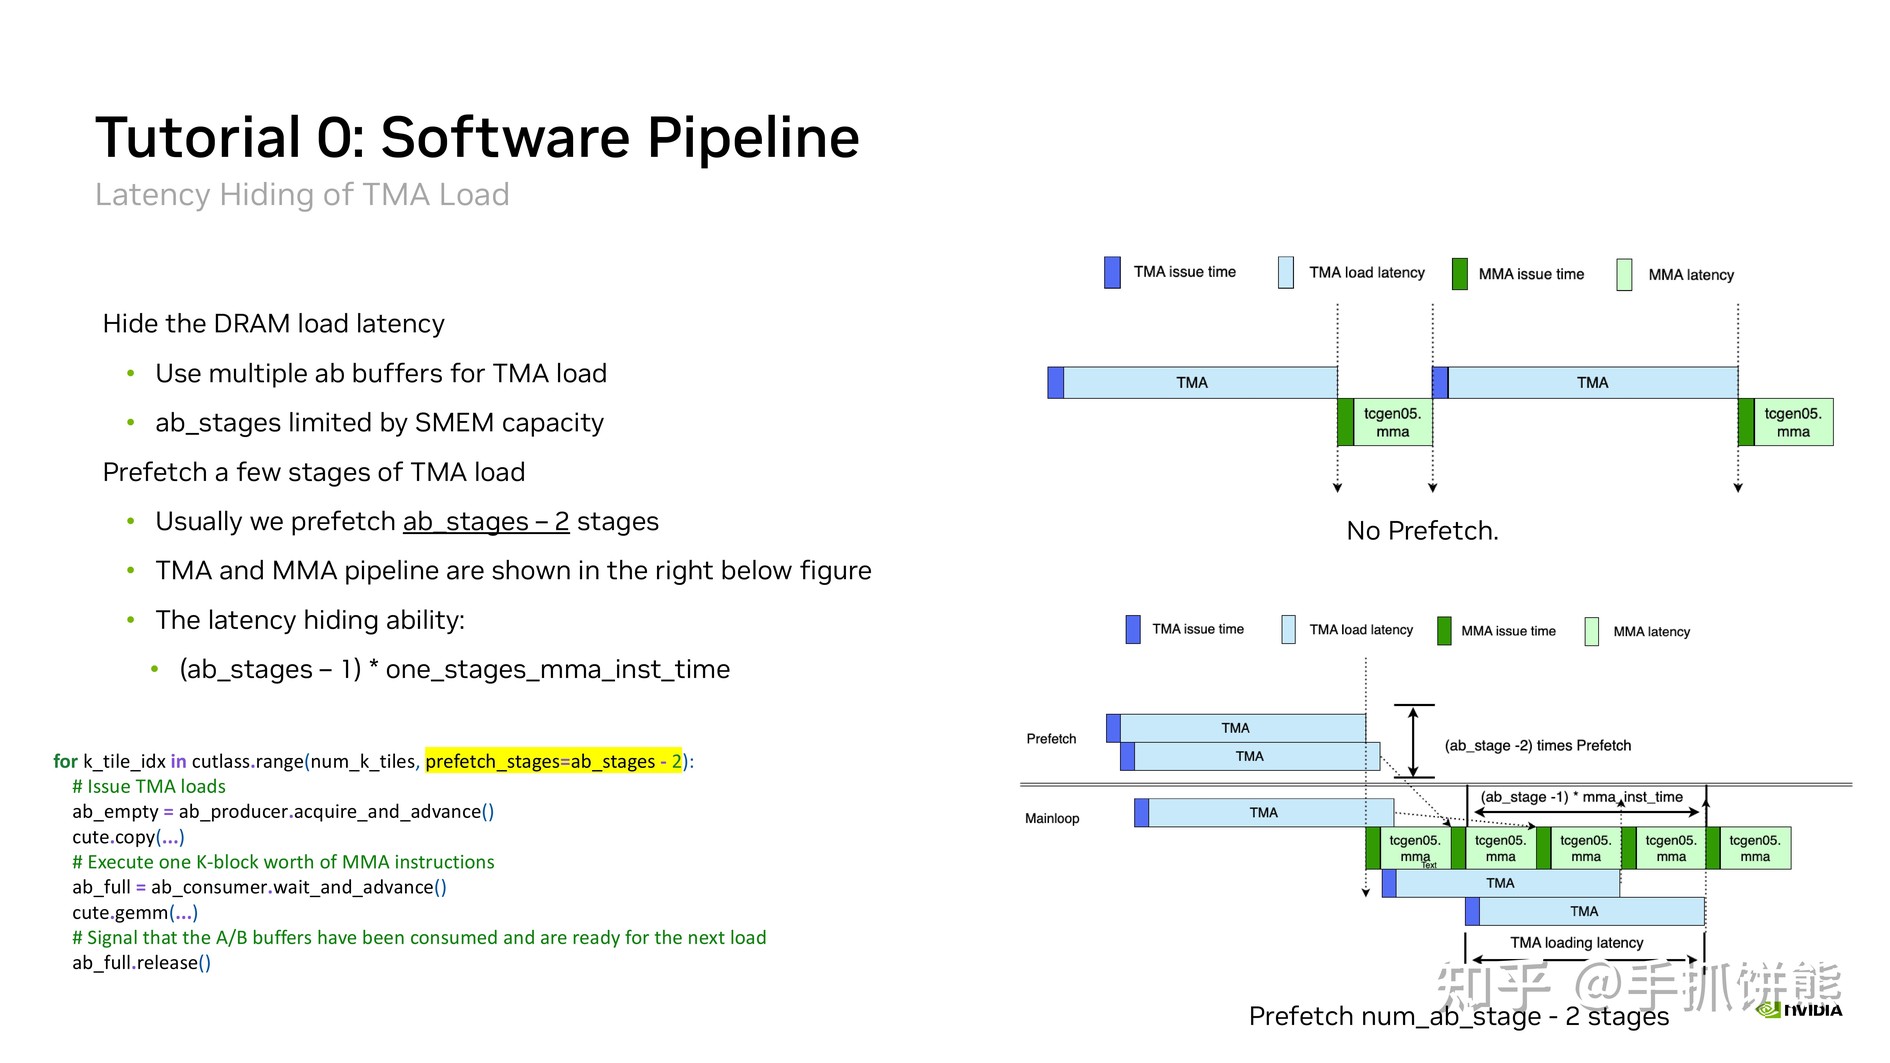 Tutorial 0: Software Pipeline
Latency Hiding of TMA Load
Hide the DRAM load latency
• Use multiple ab buffers for TMA load
• ab_stages limited by SMEM capacity
Prefetch a few stages of TMA load
• Usually we prefetch ab_stages – 2 stages
• TMA and MMA pipeline are shown in the right below figure
• The latency hiding ability:
• (ab_stages – 1) * one_stages_mma_inst_time
for k_tile_idx in cutlass.range(num_k_tiles, prefetch_stages=ab_stages - 2):
# Issue TMA loads
ab_empty = ab_producer.acquire_and_advance()
cute.copy(...)
# Execute one K-block worth of MMA instructions
ab_full = ab_consumer.wait_and_advance()
cute.gemm(...)
# Signal that the A/B buffers have been consumed and are ready for the next load
ab_full.release()
TMA issue time TMA load latency MMA issue time MMA latency
TMA TMA
tcgen05. tcgen05.
mma mma
No Prefetch.
TMA issue time TMA load latency MMA issue time MMA latency
Prefetch
TMA
TMA
(ab_stage -2) times Prefetch
Mainloop
TMA
(ab_stage -1) * mma_inst_time
tcgen05. tcgen05. tcgen05. tcgen05. tcgen05.
mma mma mma mma mma
Text
TMA
TMA
TMA loading latency
知乎 @手抓饼熊
Prefetch num_ab_stage - 2 stages
NVIDIA